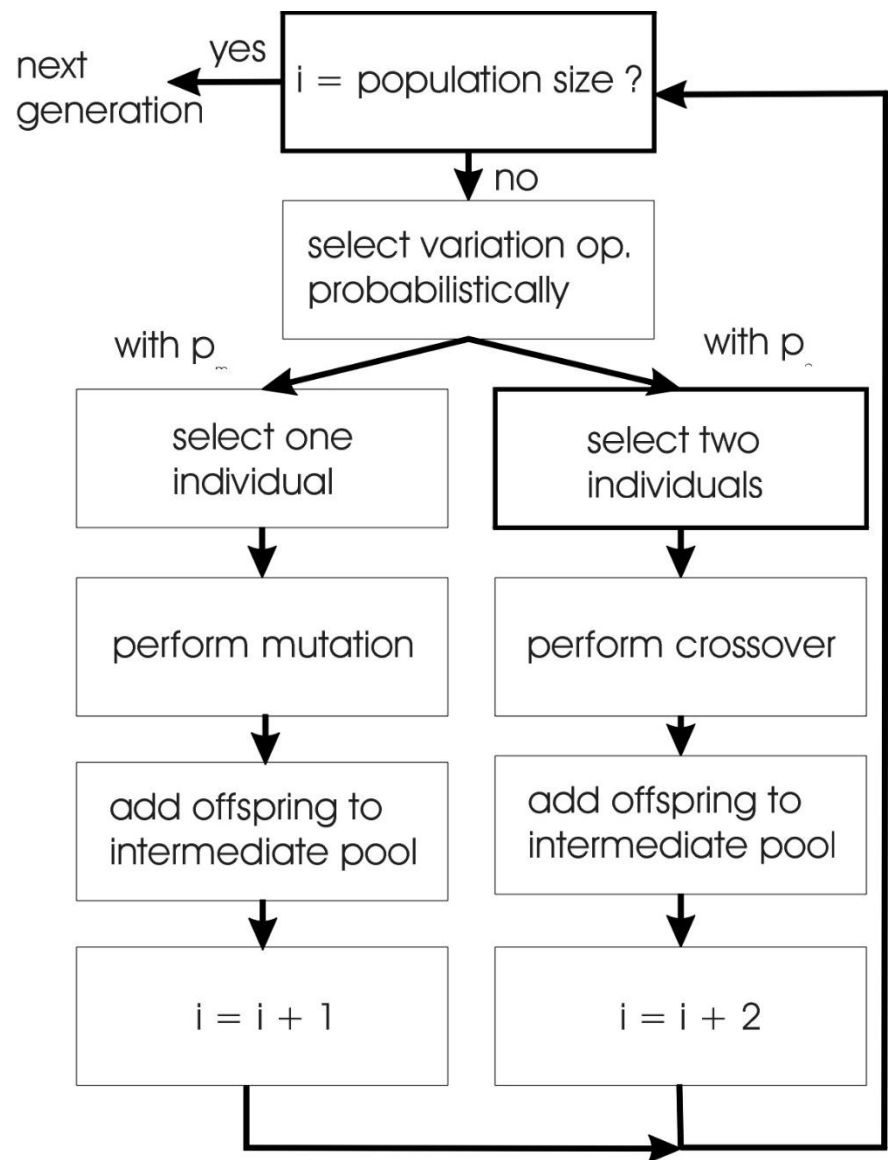 yes
next
generation
i = population size ?
no
select variation op.
probabilistically
with p
with p
select one
individual
select two
individuals
perform mutation
perform crossover
add offspring to
intermediate pool
add offspring to
intermediate pool
i = i + 1
i = i + 2